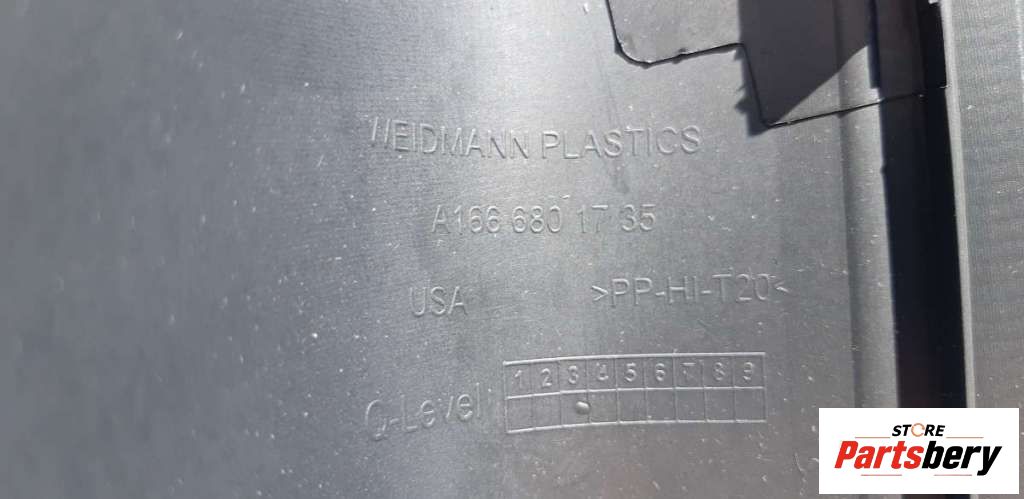 WEIDMANN PLASTICS
A166 680 17 35
USA >PP-HI-T20<
1 2 3 4 5 6 7 8 9
Q-Level
STORE
Partsbery